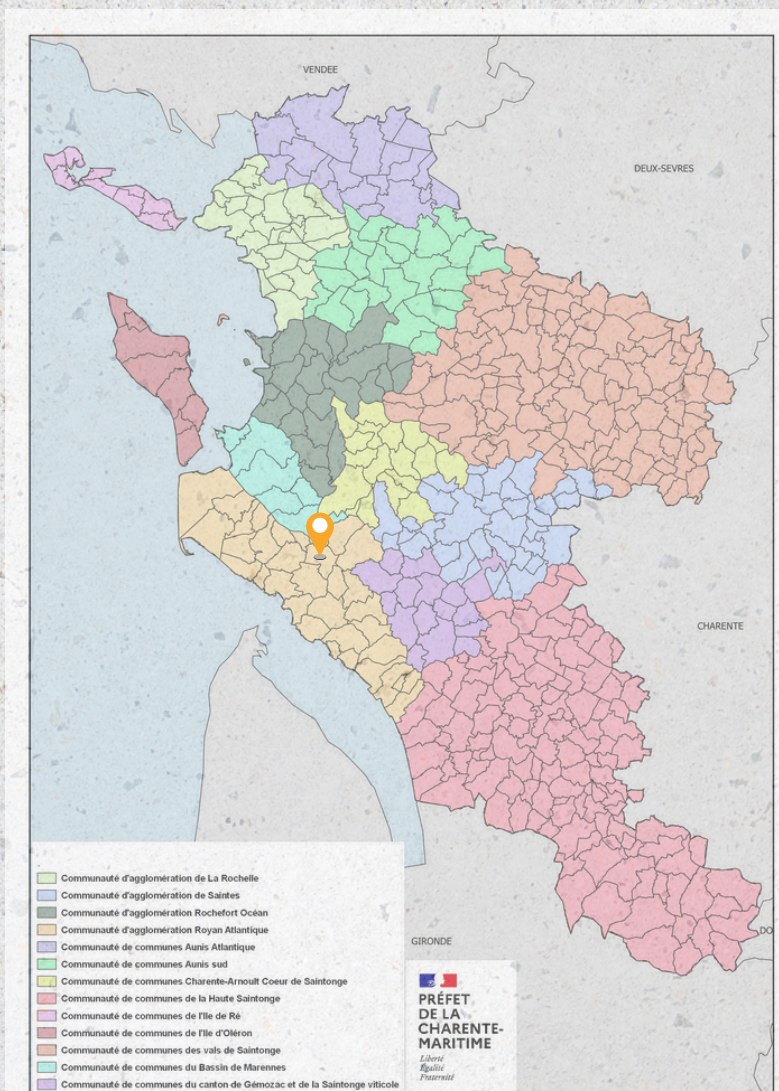 VENDEE
DEUX-SEVRES
CHARENTE
GIRONDE
DO
Communauté d'agglomération de La Rochelle
Communauté d'agglomération de Saintes
Communauté d'agglomération Rochefort Océan
Communauté d'agglomération Royan Atlantique
Communauté de communes Aunis Atlantique
Communauté de communes Aunis sud
Communauté de communes Charente-Arnoult Coeur de Saintonge
Communauté de communes de la Haute Saintonge
Communauté de communes de l'Ile de Ré
Communauté de communes de l'Ile d'Oléron
Communauté de communes des vals de Saintonge
Communauté de communes du Bassin de Marennes
Communauté de communes du canton de Gémozac et de la Saintonge viticole
PRÉFET
DE LA
CHARENTE-
MARITIME
Liberté
Égalité
Fraternité